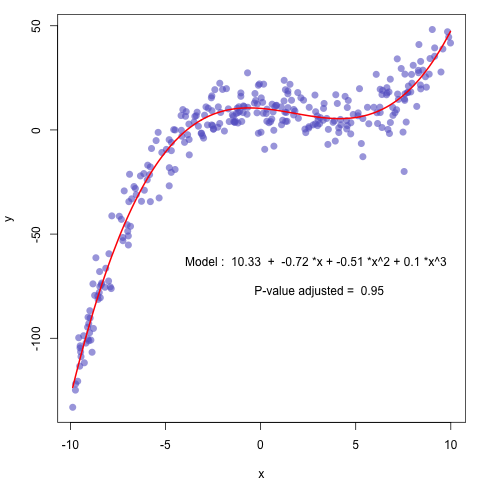 50
0
-50
-100
y
Model :  10.33  +  -0.72 *x + -0.51 *x^2 + 0.1 *x^3
P-value adjusted =  0.95
-10
-5
0
5
10
x